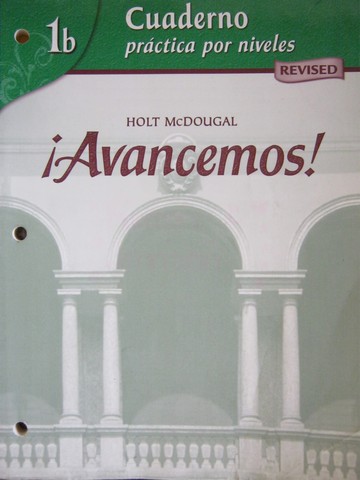 1b
Cuaderno
práctica por niveles
REVISED
HOLT McDOUGAL
¡Avancemos!